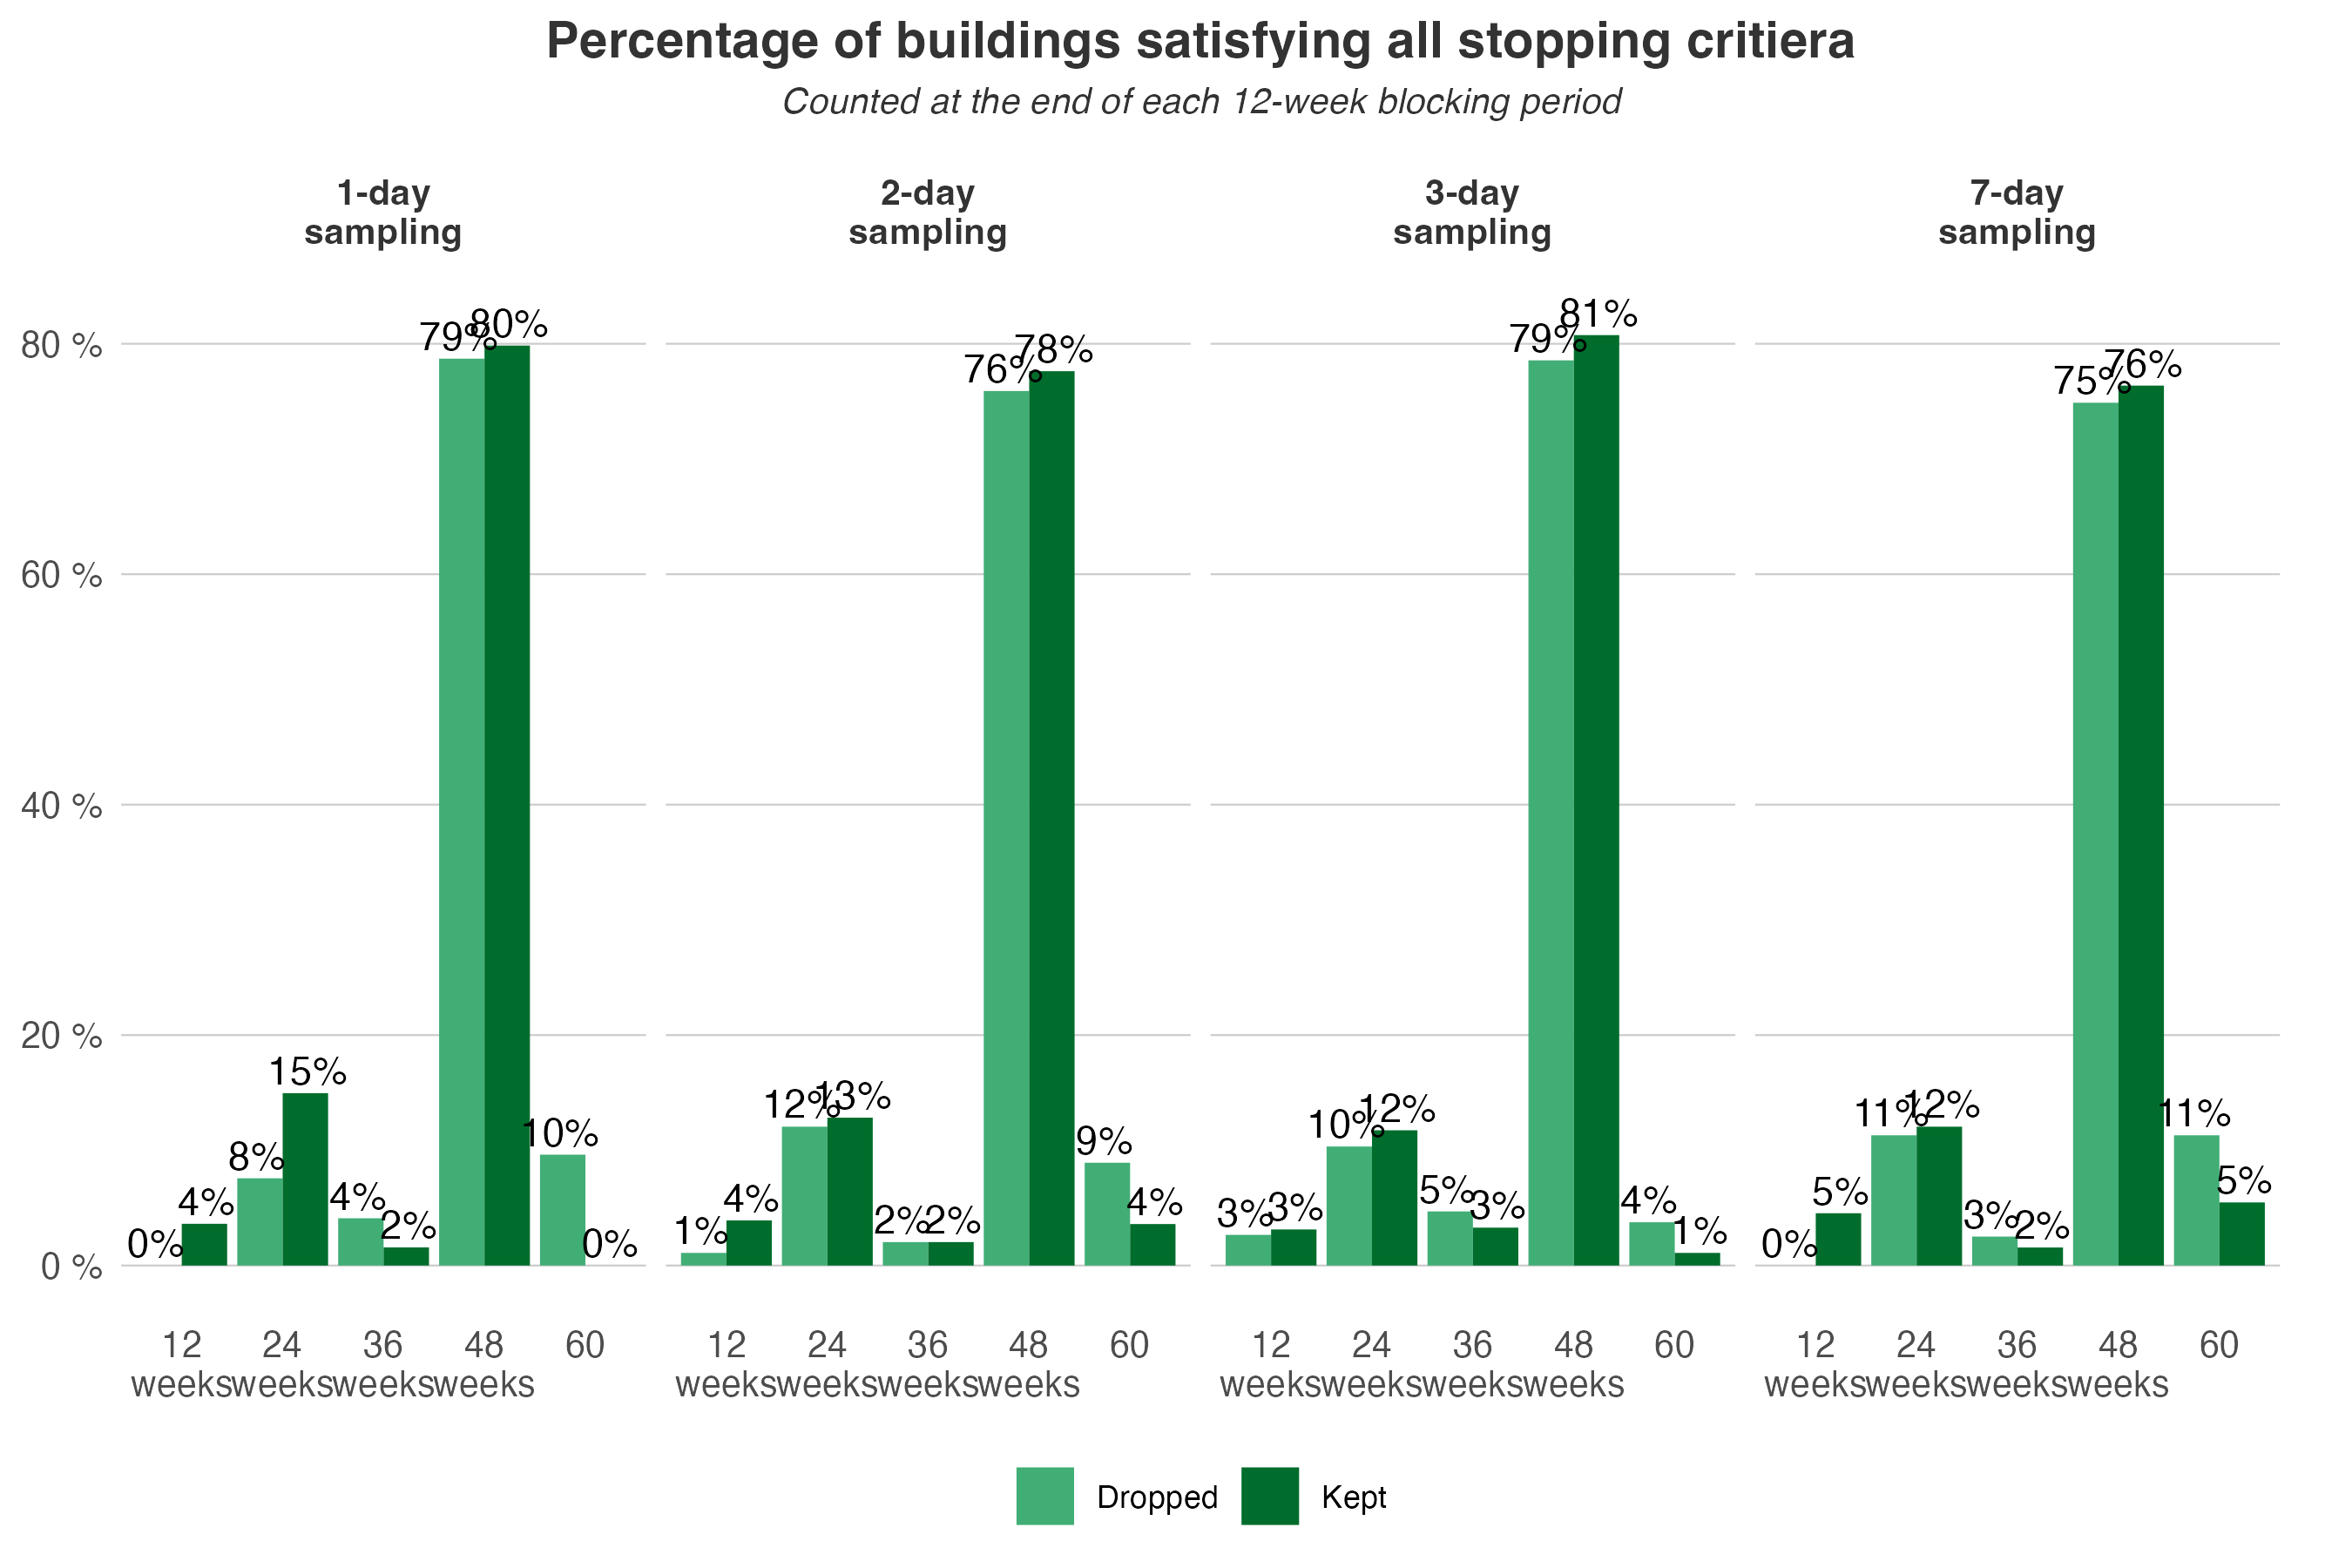 Percentage of buildings satisfying all stopping critiera
Counted at the end of each 12-week blocking period
1-day
sampling
2-day
sampling
3-day
sampling
7-day
sampling
80 %
60 %
40 %
20 %
0 %
0% 4% 8% 15% 4% 2% 79% 80% 10% 0%
1% 4% 12% 13% 2% 2% 76% 78% 9% 4%
3% 3% 10% 12% 5% 3% 79% 81% 4% 1%
0% 5% 11% 12% 3% 2% 75% 76% 11% 5%
12 24 36 48 60
weeks weeks weeks weeks
12 24 36 48 60
weeks weeks weeks weeks
12 24 36 48 60
weeks weeks weeks weeks
12 24 36 48 60
weeks weeks weeks weeks
Dropped Kept